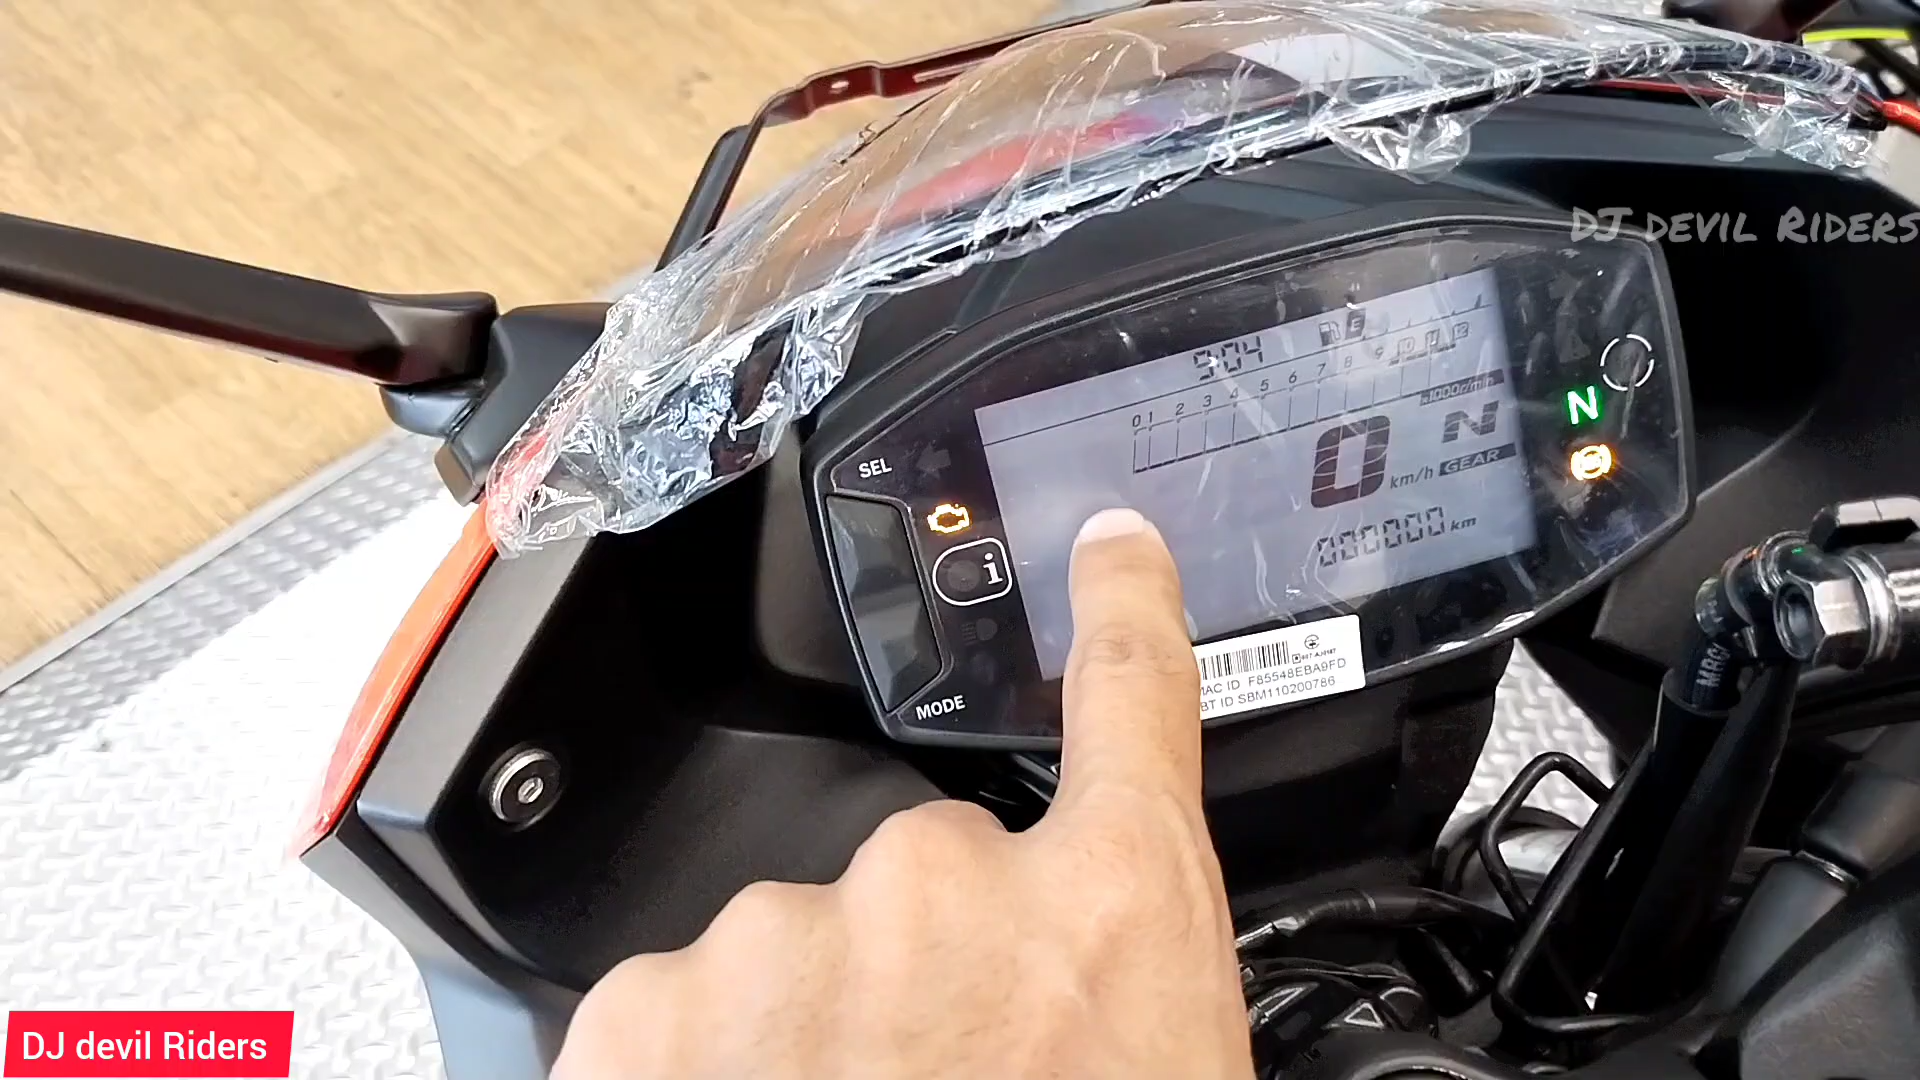 DJ DEVIL RIDERS
9:04
E
0 1 2 3 4 5 6 7 8 9 10 11 12
x1000r/min
N
N
0 km/h GEAR
000000 km
SEL
i
MODE
MAC ID F85548EBA9FD
BT ID SBM110200786
DJ devil Riders